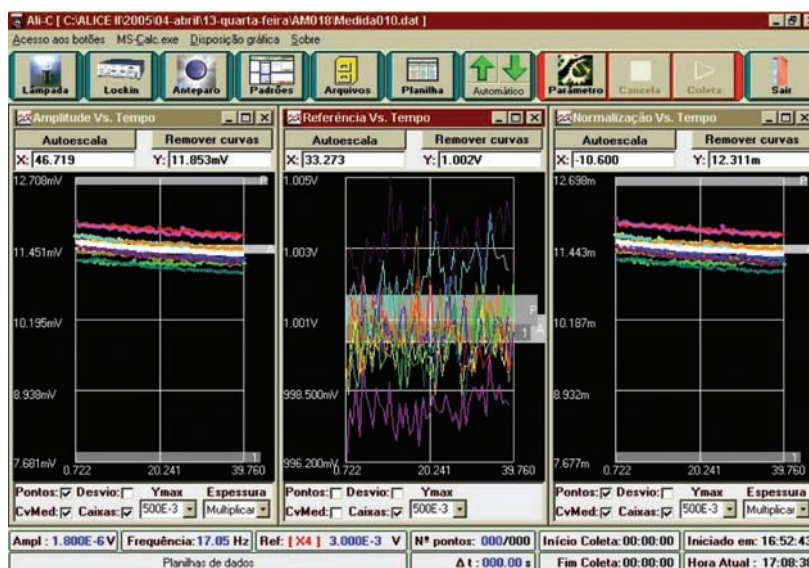 Ali-C [ C:\ALICE II\2005\04-abril\13-quarta-feira\AM018\Medida010.dat ]
Acesso aos botões MS-Calc.exe Disposição gráfica Sobre
Lâmpada Lockin Anteparo Padrões Arquivos Planilha Automático Parâmetro Cancela Coleta Sair
Amplitude Vs. Tempo
Autoescala Remover curvas
X: 46.719 Y: 11.853mV
12.708mV
P
11.451mV
A
10.195mV
8.938mV
7.681mV
1
0.722 20.241 39.760
Pontos: Desvio: Ymax Espessura
CvMed: Caixas: 500E-3 Multiplicar
Referência Vs. Tempo
Autoescala Remover curvas
X: 33.273 Y: 1.002V
1.005V
1.003V
P
1.001V
1 A
998.500mV
996.200mV
0.722 20.241 39.760
Pontos: Desvio: Ymax
CvMed: Caixas: 500E-3
Normalização Vs. Tempo
Autoescala Remover curvas
X: -10.600 Y: 12.311m
12.698m
P
11.443m
A
10.187m
8.932m
7.677m
1
0.722 20.241 39.760
Pontos: Desvio: Ymax Espessura
CvMed: Caixas: 500E-3 Multiplicar
Ampl : 1.800E-6 V Frequência: 17.05 Hz Ref: [ X4 ] 3.000E-3 V Nº pontos: 000/000 Início Coleta: 00:00:00 Iniciado em: 16:52:43
Planilhas de dados Δ t : 000.00 s Fim Coleta: 00:00:00 Hora Atual : 17:08:38